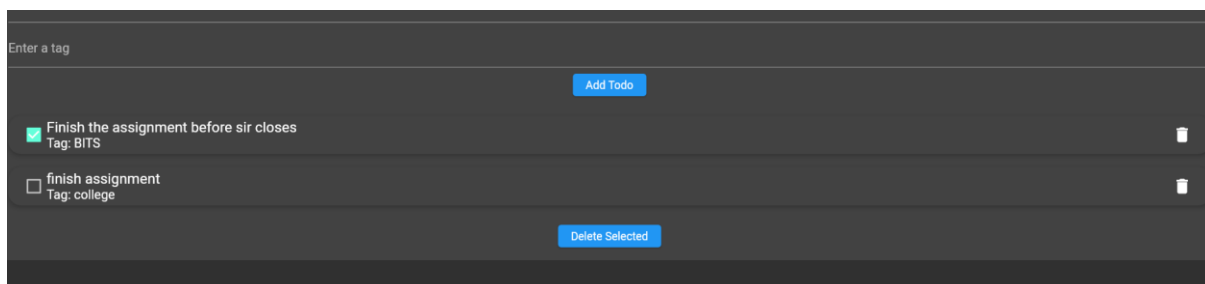 Enter a tag
Add Todo
Finish the assignment before sir closes
Tag: BITS
finish assignment
Tag: college
Delete Selected